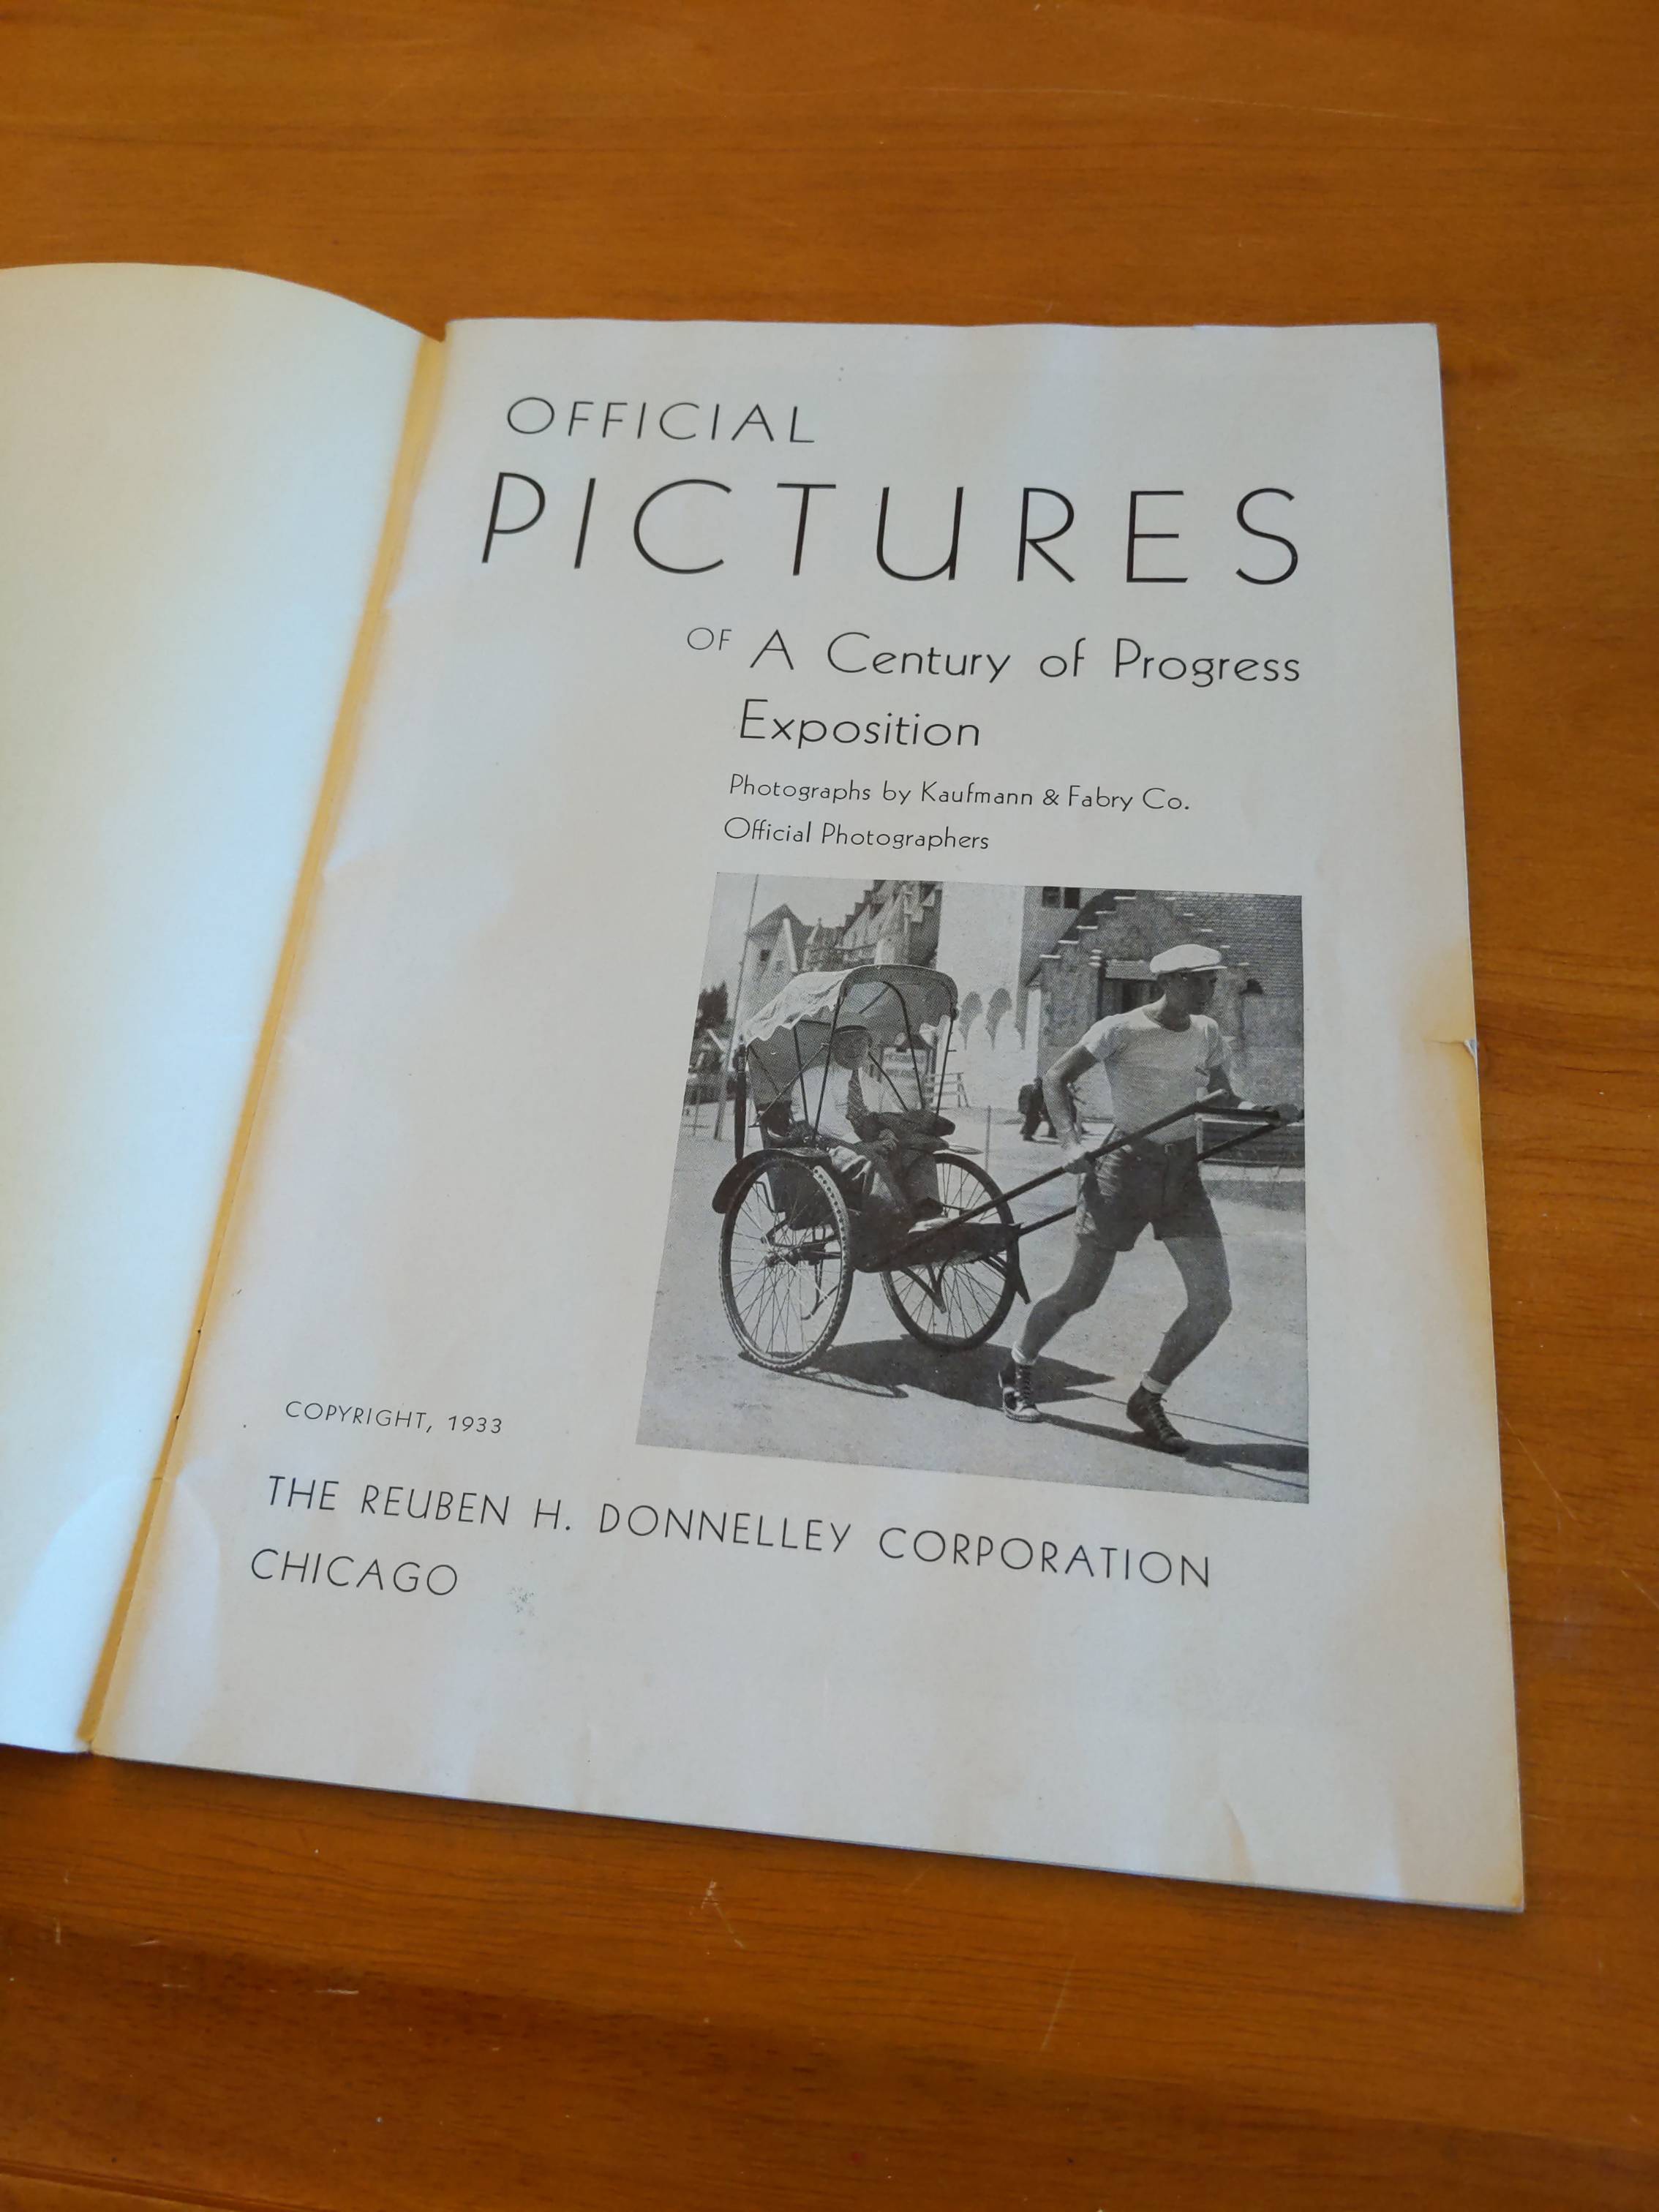 OFFICIAL
PICTURES
OF A Century of Progress
Exposition
Photographs by Kaufmann & Fabry Co.
Official Photographers
COPYRIGHT, 1933
THE REUBEN H. DONNELLEY CORPORATION
CHICAGO